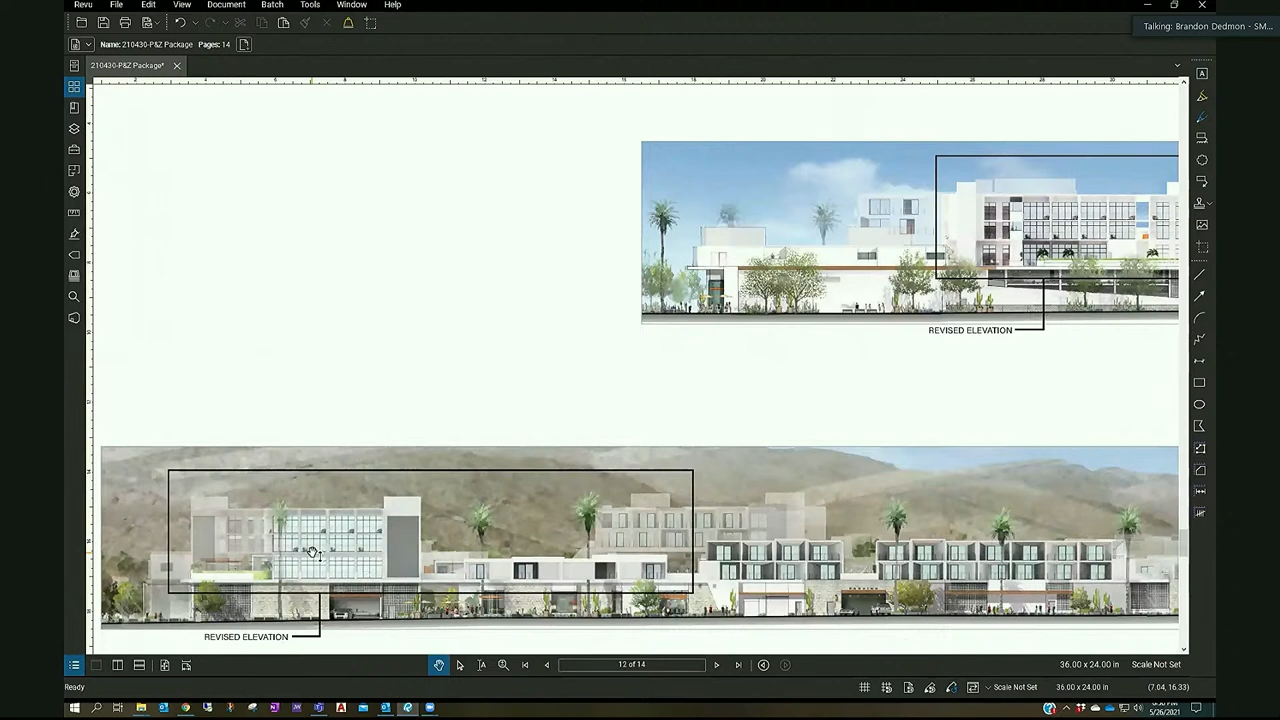 Revu File Edit View Document Batch Tools Window Help
Talking: Brandon Dedmon - SM...
Name: 210430-P&Z Package Pages: 14
210430-P&Z Package*
REVISED ELEVATION
REVISED ELEVATION
12 of 14
36.00 x 24.00 in Scale Not Set
Ready
Scale Not Set 36.00 x 24.00 in (7.04, 16.33)
5/26/2021